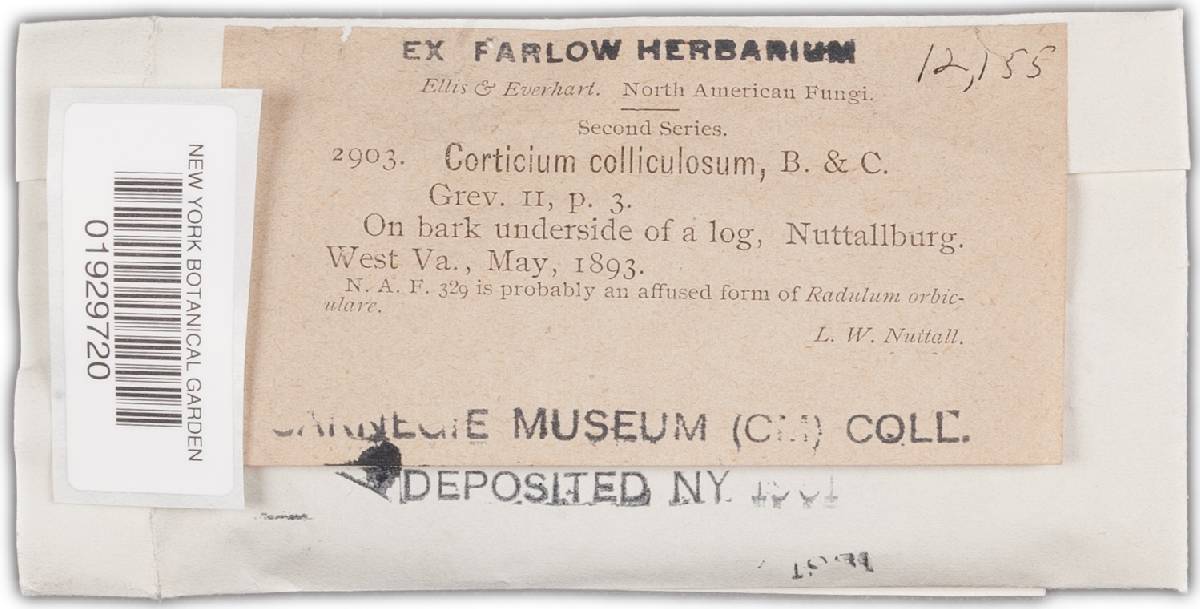 EX FARLOW HERBARIUM
12,155
Ellis & Everhart. North American Fungi.
Second Series.
2903. Corticium colliculosum, B. & C.
Grev. II, p. 3.
On bark underside of a log, Nuttallburg.
West Va., May, 1893.
N. A. F. 329 is probably an affused form of Radulum orbic-
ulare.
L. W. Nuttall.
CARNEGIE MUSEUM (CM) COLL.
DEPOSITED NY
NEW YORK BOTANICAL GARDEN
01929720